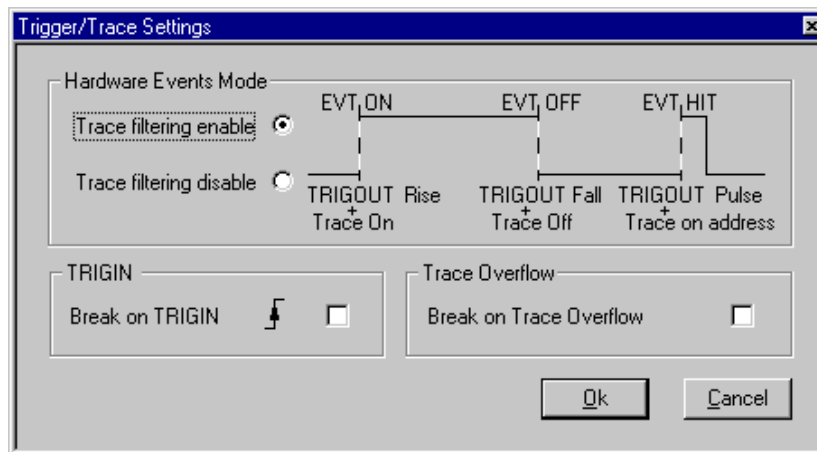 Trigger/Trace Settings
Hardware Events Mode
EVT ON EVT OFF EVT HIT
Trace filtering enable
Trace filtering disable
TRIGOUT Rise TRIGOUT Fall TRIGOUT Pulse
+ + +
Trace On Trace Off Trace on address
TRIGIN
Break on TRIGIN
Trace Overflow
Break on Trace Overflow
Ok Cancel